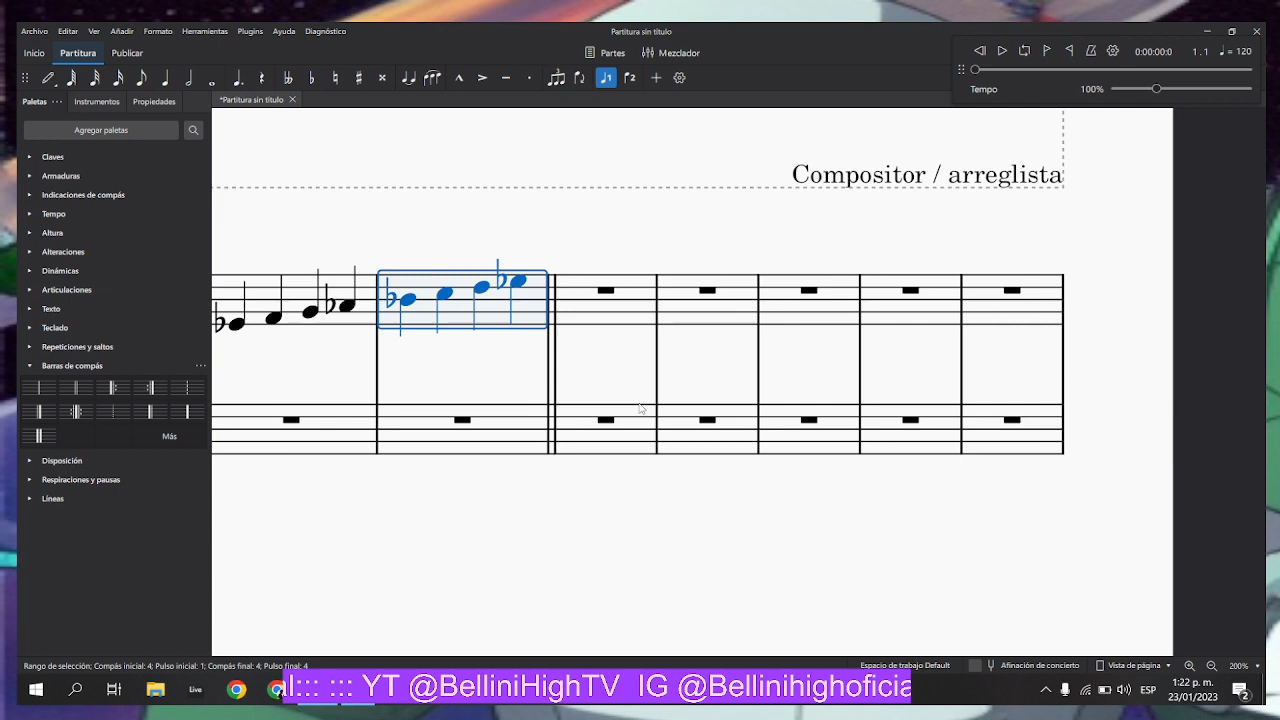 Archivo Editar Ver Añadir Formato Herramientas Plugins Ayuda Diagnóstico
Partitura sin título
Inicio Partitura Publicar
Partes Mezclador
0:00:00:0 1. 1 = 120
Tempo 100%
Paletas Instrumentos Propiedades
*Partitura sin título
Agregar paletas
Claves
Armaduras
Indicaciones de compás
Tempo
Altura
Alteraciones
Dinámicas
Articulaciones
Texto
Teclado
Repeticiones y saltos
Barras de compás
Más
Disposición
Respiraciones y pausas
Líneas
Compositor / arreglista
Rango de selección; Compás inicial: 4; Pulso inicial: 1; Compás final: 4; Pulso final: 4
Espacio de trabajo Default Afinación de concierto Vista de página 200%
Live
l::: ::: YT @BelliniHighTV IG @Bellinihighoficia
ESP
1:22 p. m.
23/01/2023
2